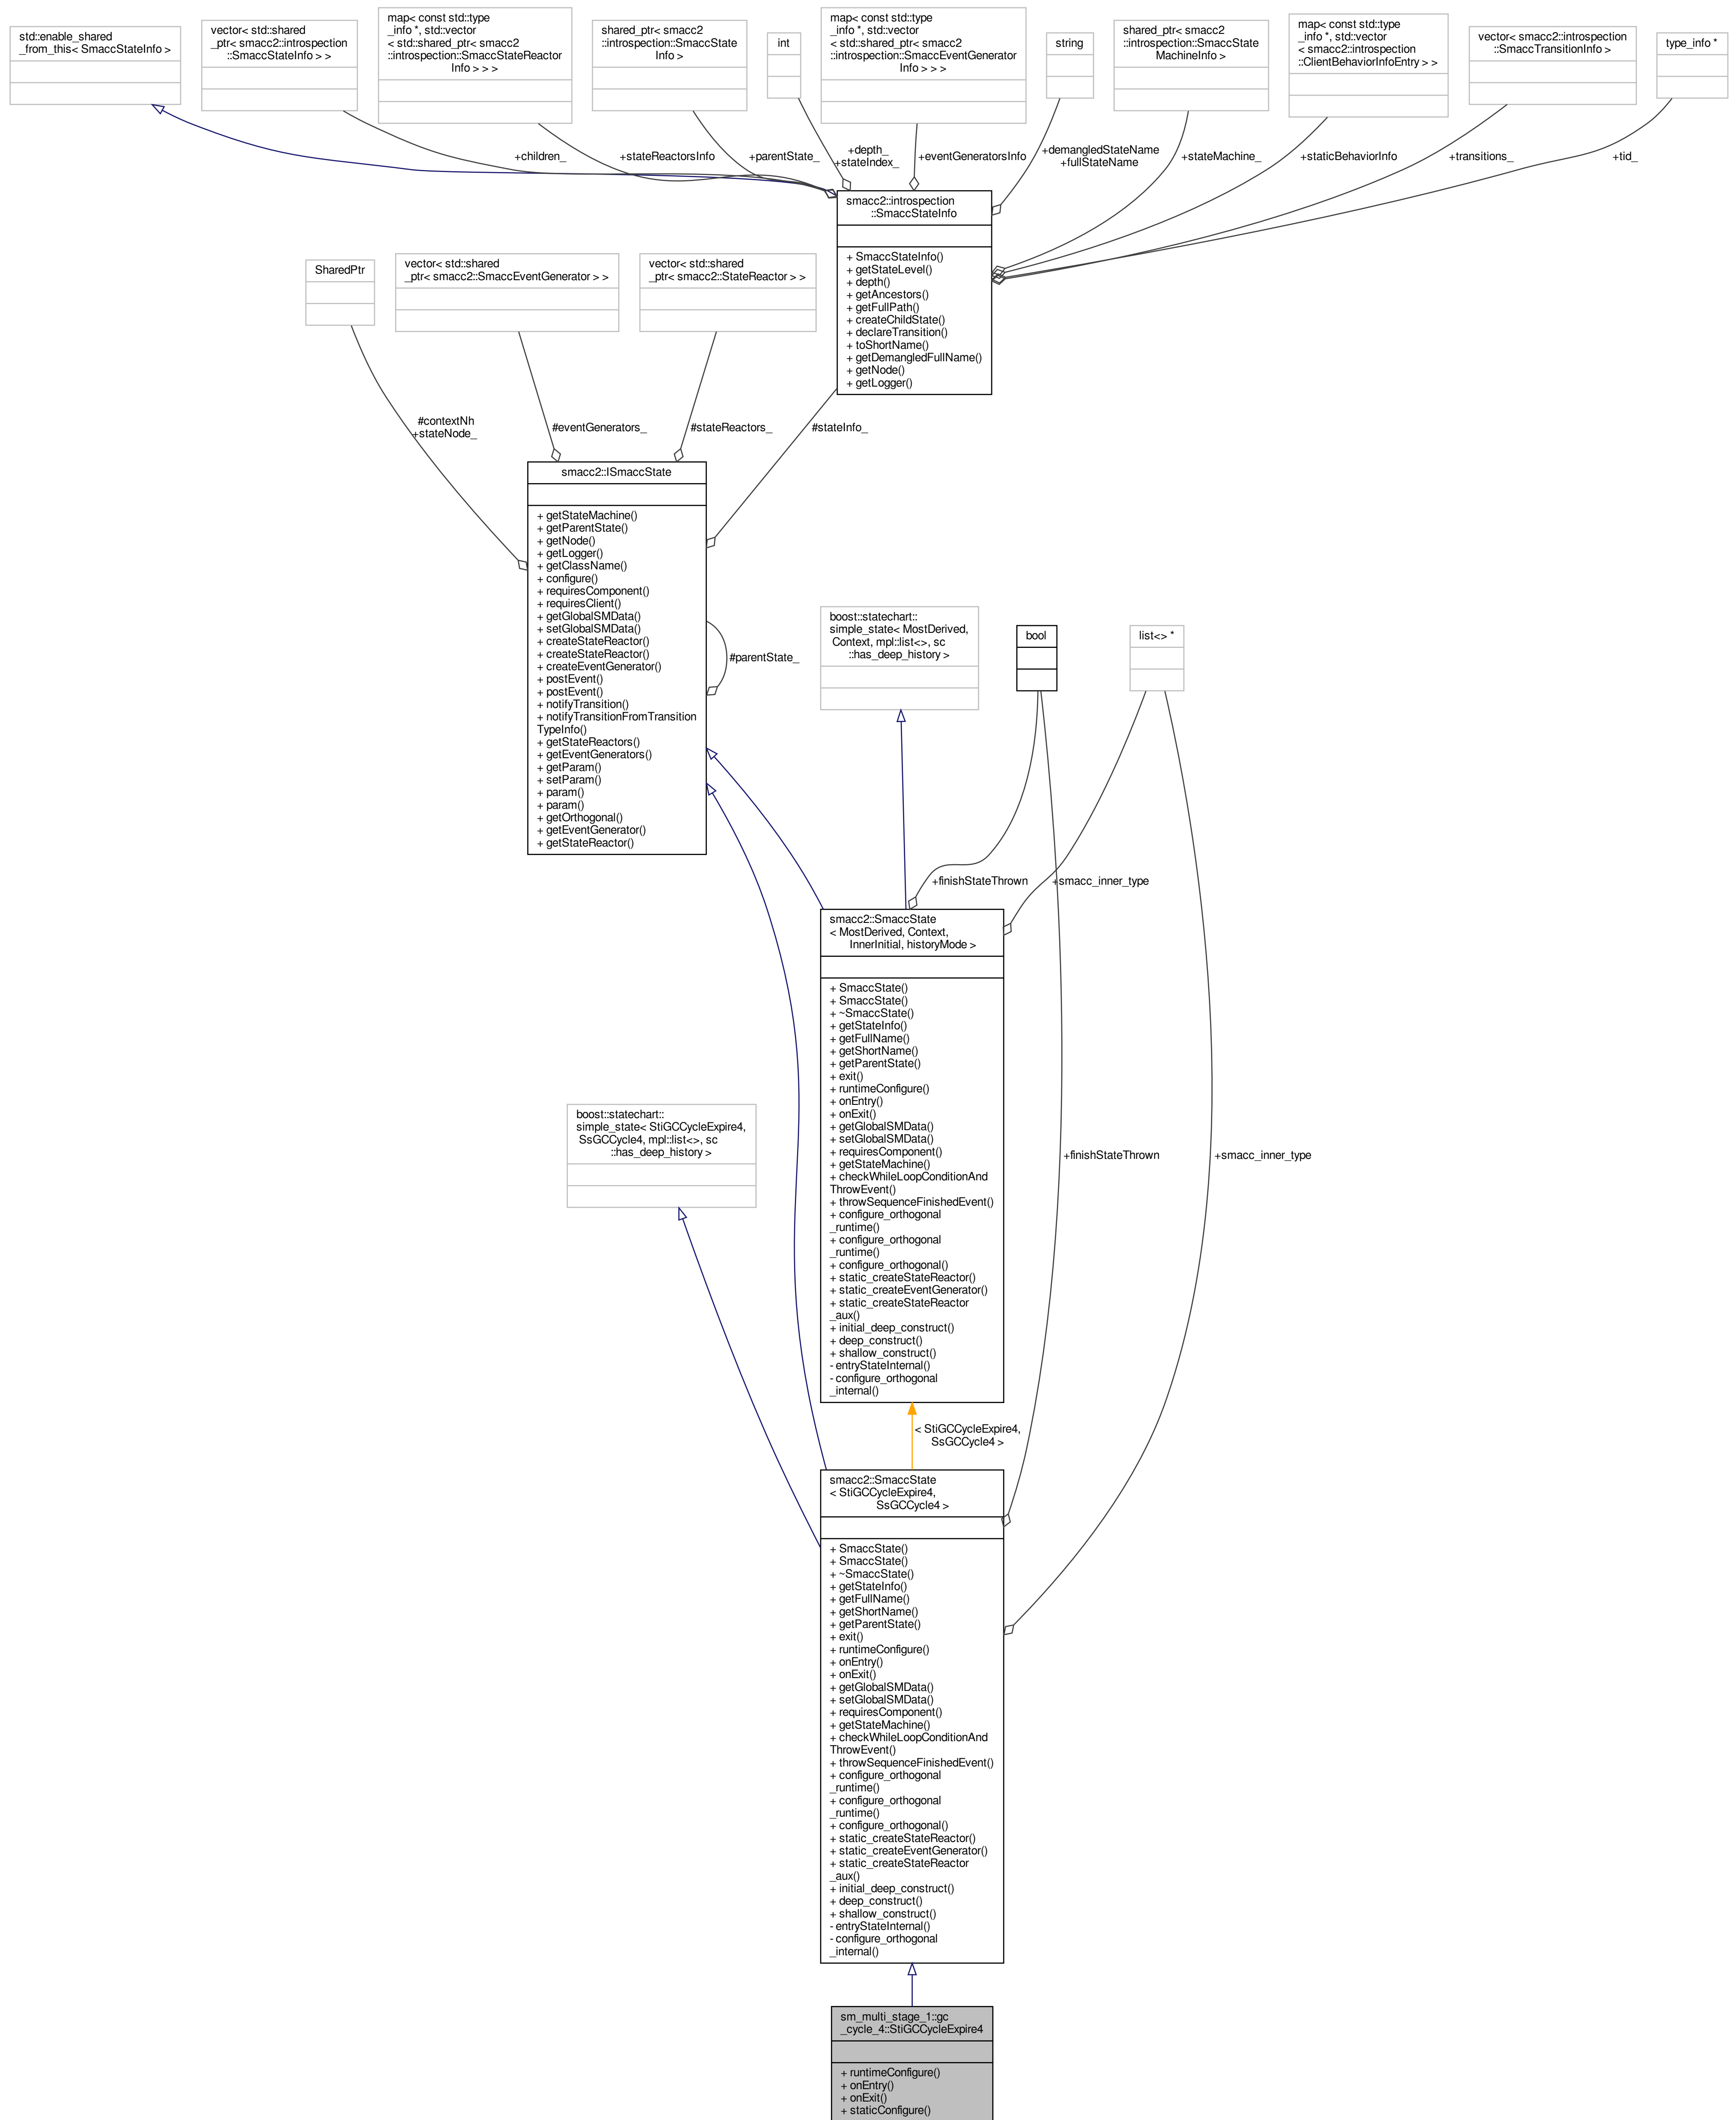 std::enable_shared
_from_this< SmaccStateInfo >
vector< std::shared
_ptr< smacc2::introspection
::SmaccStateInfo > >
map< const std::type
_info *, std::vector
< std::shared_ptr< smacc2
::introspection::SmaccStateReactor
Info > > >
shared_ptr< smacc2
::introspection::SmaccState
Info >
int
map< const std::type
_info *, std::vector
< std::shared_ptr< smacc2
::introspection::SmaccEventGenerator
Info > > >
string
shared_ptr< smacc2
::introspection::SmaccState
MachineInfo >
map< const std::type
_info *, std::vector
< smacc2::introspection
::ClientBehaviorInfoEntry > >
vector< smacc2::introspection
::SmaccTransitionInfo >
type_info *
+children_
+stateReactorsInfo
+parentState_
+depth_
+stateIndex_
+eventGeneratorsInfo
+demangledStateName
+fullStateName
+stateMachine_
+staticBehaviorInfo
+transitions_
+tid_
smacc2::introspection
::SmaccStateInfo
+ SmaccStateInfo()
+ getStateLevel()
+ depth()
+ getAncestors()
+ getFullPath()
+ createChildState()
+ declareTransition()
+ toShortName()
+ getDemangledFullName()
+ getNode()
+ getLogger()
SharedPtr
vector< std::shared
_ptr< smacc2::SmaccEventGenerator > >
vector< std::shared
_ptr< smacc2::StateReactor > >
#contextNh
+stateNode_
#eventGenerators_
#stateReactors_
#stateInfo_
smacc2::ISmaccState
+ getStateMachine()
+ getParentState()
+ getNode()
+ getLogger()
+ getClassName()
+ configure()
+ requiresComponent()
+ requiresClient()
+ getGlobalSMData()
+ setGlobalSMData()
+ createStateReactor()
+ createStateReactor()
+ createEventGenerator()
+ postEvent()
+ postEvent()
+ notifyTransition()
+ notifyTransitionFromTransition
TypeInfo()
+ getStateReactors()
+ getEventGenerators()
+ getParam()
+ setParam()
+ param()
+ param()
+ getOrthogonal()
+ getEventGenerator()
+ getStateReactor()
#parentState_
boost::statechart::
simple_state< MostDerived,
Context, mpl::list<>, sc
::has_deep_history >
bool
list<> *
+finishStateThrown
+smacc_inner_type
smacc2::SmaccState
< MostDerived, Context,
InnerInitial, historyMode >
+ SmaccState()
+ SmaccState()
+ ~SmaccState()
+ getStateInfo()
+ getFullName()
+ getShortName()
+ getParentState()
+ exit()
+ runtimeConfigure()
+ onEntry()
+ onExit()
+ getGlobalSMData()
+ setGlobalSMData()
+ requiresComponent()
+ getStateMachine()
+ checkWhileLoopConditionAnd
ThrowEvent()
+ throwSequenceFinishedEvent()
+ configure_orthogonal
_runtime()
+ configure_orthogonal
_runtime()
+ configure_orthogonal()
+ static_createStateReactor()
+ static_createEventGenerator()
+ static_createStateReactor
_aux()
+ initial_deep_construct()
+ deep_construct()
+ shallow_construct()
- entryStateInternal()
- configure_orthogonal
_internal()
boost::statechart::
simple_state< StiGCCycleExpire4,
SsGCCycle4, mpl::list<>, sc
::has_deep_history >
+finishStateThrown
+smacc_inner_type
< StiGCCycleExpire4,
SsGCCycle4 >
smacc2::SmaccState
< StiGCCycleExpire4,
SsGCCycle4 >
+ SmaccState()
+ SmaccState()
+ ~SmaccState()
+ getStateInfo()
+ getFullName()
+ getShortName()
+ getParentState()
+ exit()
+ runtimeConfigure()
+ onEntry()
+ onExit()
+ getGlobalSMData()
+ setGlobalSMData()
+ requiresComponent()
+ getStateMachine()
+ checkWhileLoopConditionAnd
ThrowEvent()
+ throwSequenceFinishedEvent()
+ configure_orthogonal
_runtime()
+ configure_orthogonal
_runtime()
+ configure_orthogonal()
+ static_createStateReactor()
+ static_createEventGenerator()
+ static_createStateReactor
_aux()
+ initial_deep_construct()
+ deep_construct()
+ shallow_construct()
- entryStateInternal()
- configure_orthogonal
_internal()
sm_multi_stage_1::gc
_cycle_4::StiGCCycleExpire4
+ runtimeConfigure()
+ onEntry()
+ onExit()
+ staticConfigure()